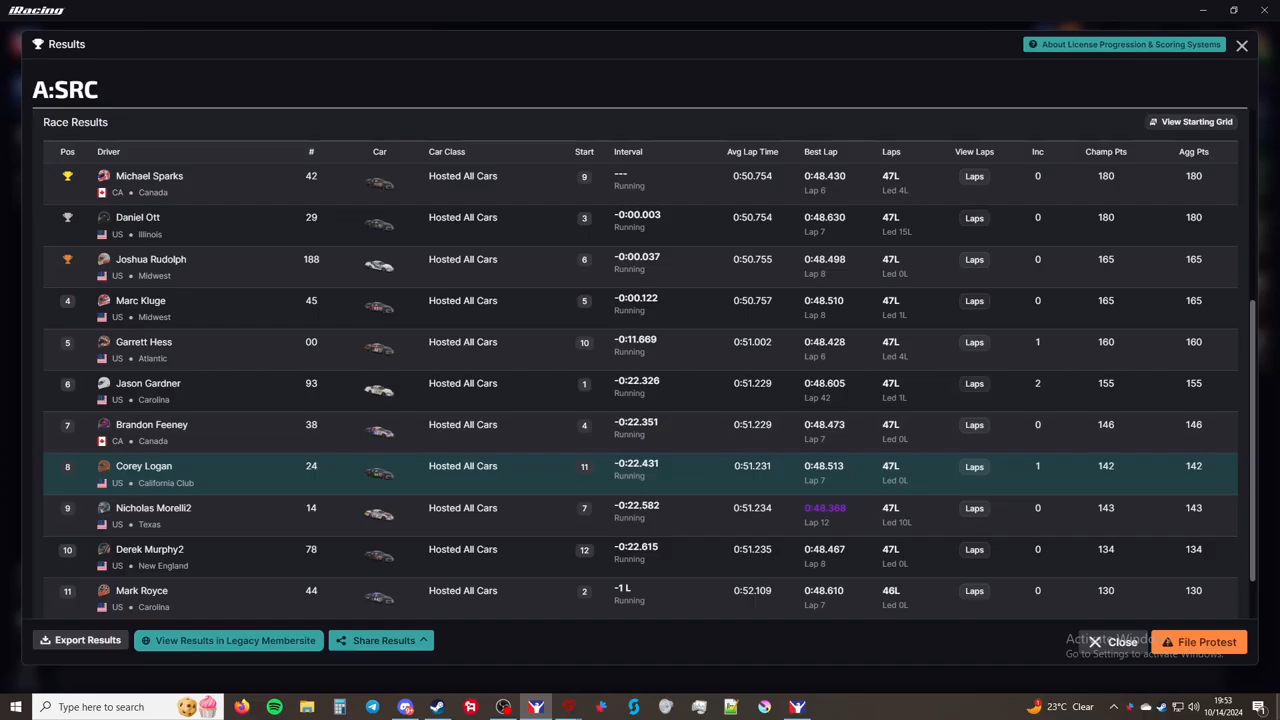 iRacing
Results
About License Progression & Scoring Systems
A:SRC
Race Results
View Starting Grid
Pos Driver # Car Car Class Start Interval Avg Lap Time Best Lap Laps View Laps Inc Champ Pts Agg Pts
Michael Sparks 42 Hosted All Cars 9 --- 0:50.754 0:48.430 47L Laps 0 180 180
CA • Canada Running Lap 6 Led 4L
Daniel Ott 29 Hosted All Cars 3 -0:00.003 0:50.754 0:48.630 47L Laps 0 180 180
US • Illinois Running Lap 7 Led 15L
Joshua Rudolph 188 Hosted All Cars 6 -0:00.037 0:50.755 0:48.498 47L Laps 0 165 165
US • Midwest Running Lap 8 Led 0L
4 Marc Kluge 45 Hosted All Cars 5 -0:00.122 0:50.757 0:48.510 47L Laps 0 165 165
US • Midwest Running Lap 8 Led 1L
5 Garrett Hess 00 Hosted All Cars 10 -0:11.669 0:51.002 0:48.428 47L Laps 1 160 160
US • Atlantic Running Lap 6 Led 4L
6 Jason Gardner 93 Hosted All Cars 1 -0:22.326 0:51.229 0:48.605 47L Laps 2 155 155
US • Carolina Running Lap 42 Led 1L
7 Brandon Feeney 38 Hosted All Cars 4 -0:22.351 0:51.229 0:48.473 47L Laps 0 146 146
CA • Canada Running Lap 7 Led 0L
8 Corey Logan 24 Hosted All Cars 11 -0:22.431 0:51.231 0:48.513 47L Laps 1 142 142
US • California Club Running Lap 7 Led 0L
9 Nicholas Morelli2 14 Hosted All Cars 7 -0:22.582 0:51.234 0:48.368 47L Laps 0 143 143
US • Texas Running Lap 12 Led 10L
10 Derek Murphy2 78 Hosted All Cars 12 -0:22.615 0:51.235 0:48.467 47L Laps 0 134 134
US • New England Running Lap 8 Led 0L
11 Mark Royce 44 Hosted All Cars 2 -1 L 0:52.109 0:48.610 46L Laps 0 130 130
US • Carolina Running Lap 7 Led 0L
Export Results View Results in Legacy Membersite Share Results Close File Protest
Go to Settings to activate Windows.
Type here to search
23°C Clear
19:53
10/14/2024